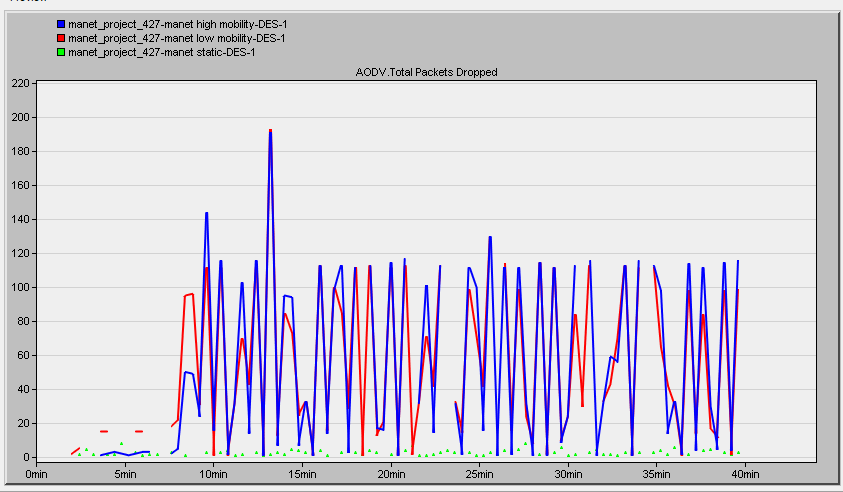 manet_project_427-manet high mobility-DES-1
manet_project_427-manet low mobility-DES-1
manet_project_427-manet static-DES-1
AODV.Total Packets Dropped
220
200
180
160
140
120
100
80
60
40
20
0
0min
5min
10min
15min
20min
25min
30min
35min
40min